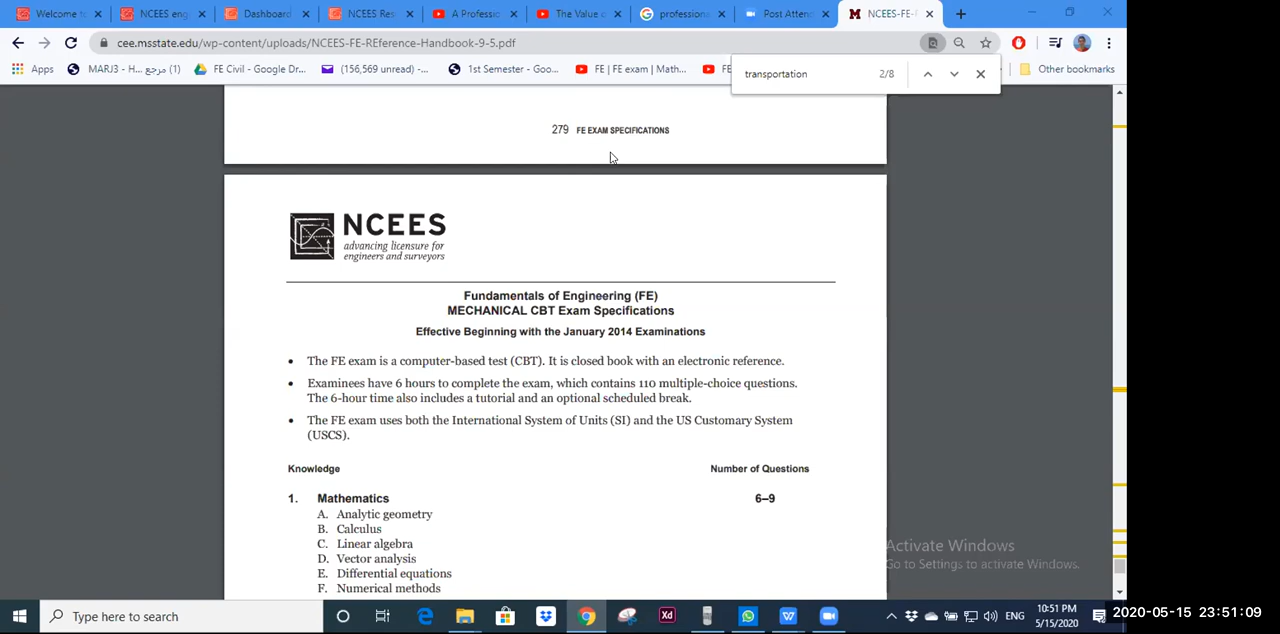 Welcome to
NCEES eng
Dashboard
NCEES Res
A Professio
The Value o
professiona
Post Attend
NCEES-FE-R
cee.msstate.edu/wp-content/uploads/NCEES-FE-REference-Handbook-9-5.pdf
Apps
MARJ3 - H... مرجع (1)
FE Civil - Google Dr...
(156,569 unread) -...
1st Semester - Goo...
FE | FE exam | Math...
FE
Other bookmarks
transportation 2/8
279 FE EXAM SPECIFICATIONS
NCEES
advancing licensure for
engineers and surveyors
Fundamentals of Engineering (FE)
MECHANICAL CBT Exam Specifications
Effective Beginning with the January 2014 Examinations
• The FE exam is a computer-based test (CBT). It is closed book with an electronic reference.
• Examinees have 6 hours to complete the exam, which contains 110 multiple-choice questions.
The 6-hour time also includes a tutorial and an optional scheduled break.
• The FE exam uses both the International System of Units (SI) and the US Customary System
(USCS).
Knowledge Number of Questions
1. Mathematics 6–9
A. Analytic geometry
B. Calculus
C. Linear algebra
D. Vector analysis
E. Differential equations
F. Numerical methods
Activate Windows
Go to Settings to activate Windows.
Type here to search
Xd
ENG
10:51 PM
5/15/2020
2020-05-15 23:51:09